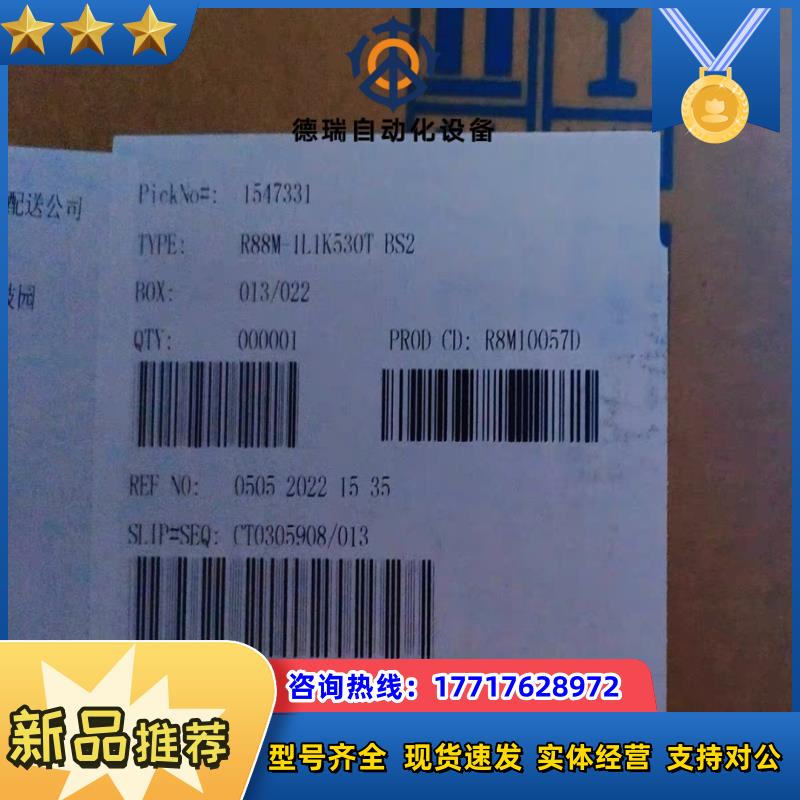 德瑞自动化设备
配送公司
PickNo#: 1547331
TYPE: R88M-1L1K530T BS2
园
BOX: 013/022
QTY: 000001 PROD CD: R8M10057D
REF NO: 0505 2022 15 35
SLIP#SEQ: CT0305908/013
咨询热线：17717628972
新品推荐
型号齐全 现货速发 实体经营 支持对公